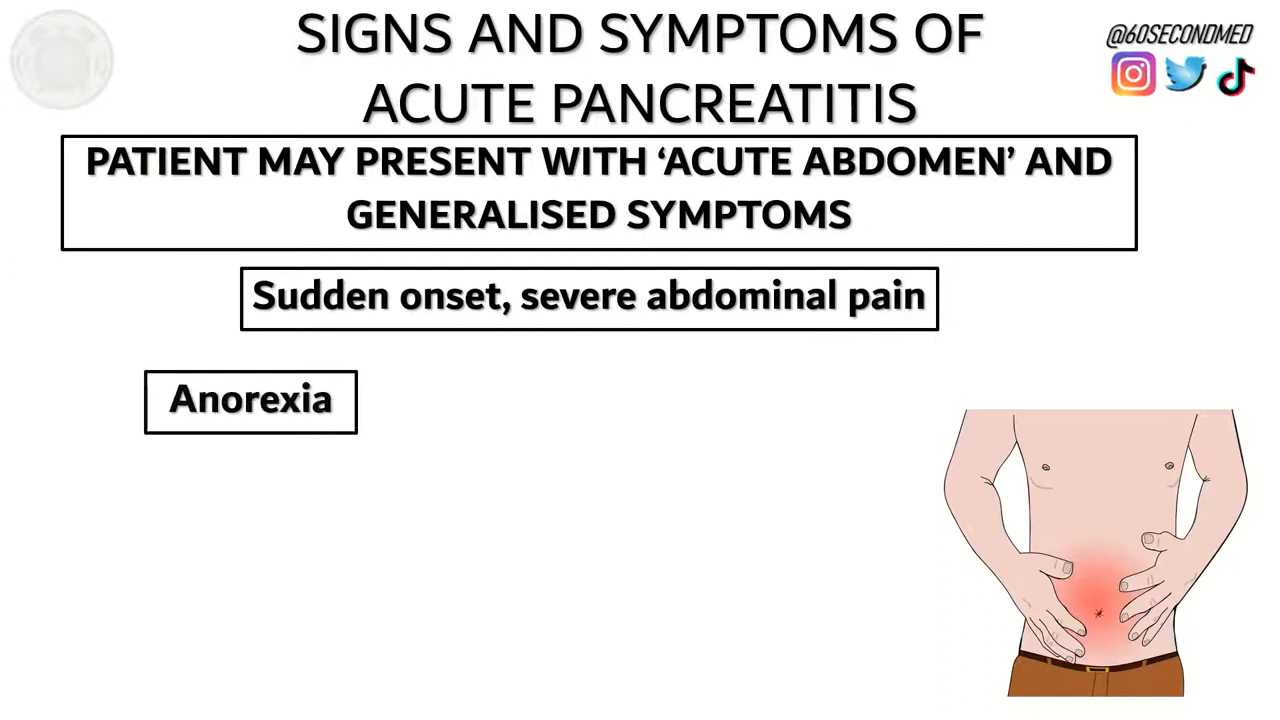 SIGNS AND SYMPTOMS OF
ACUTE PANCREATITIS
@60SECONDMED
PATIENT MAY PRESENT WITH ‘ACUTE ABDOMEN’ AND
GENERALISED SYMPTOMS
Sudden onset, severe abdominal pain
Anorexia